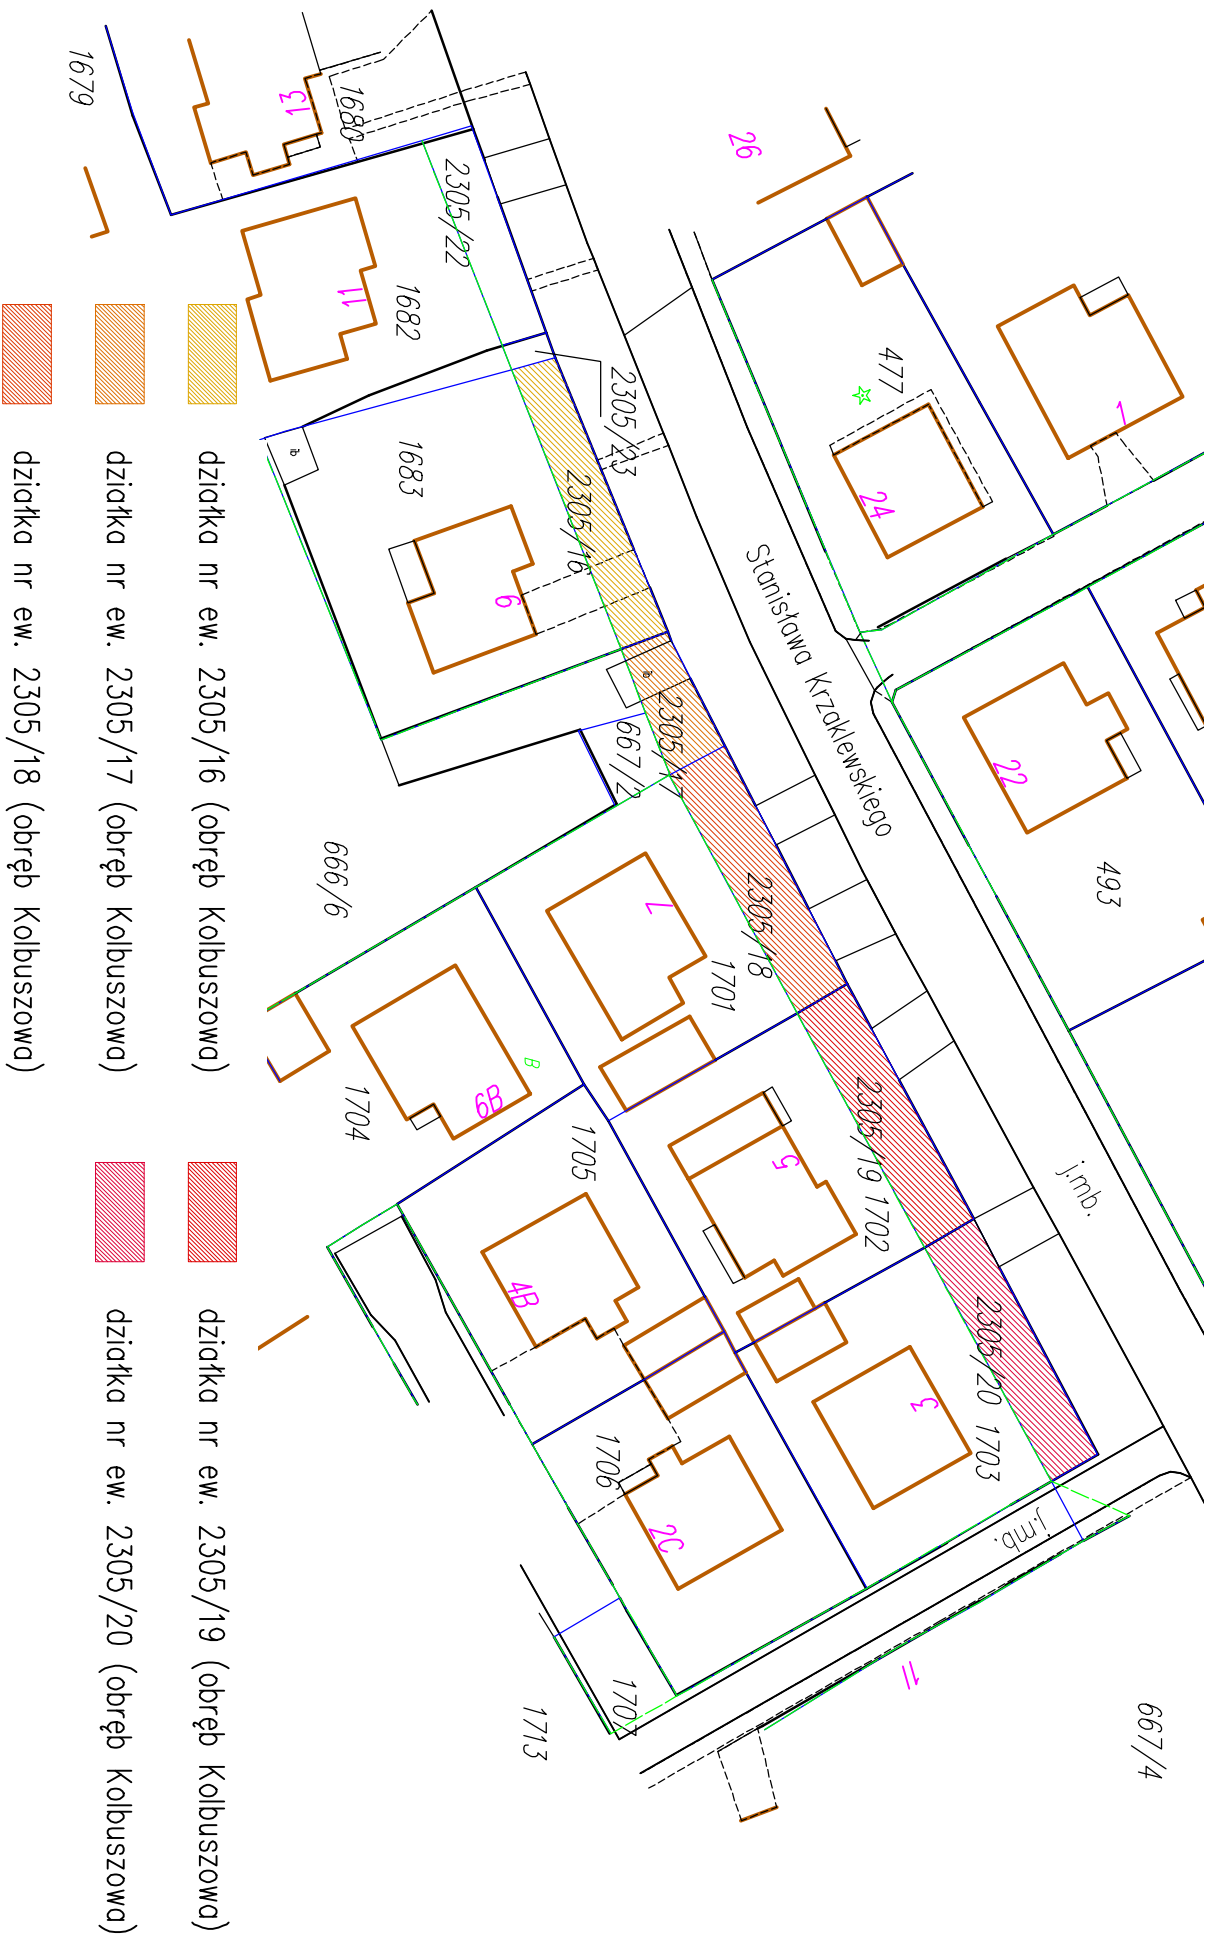 667/4
493
1
477
26
24
22
j.mb.
Stanisława Krzaklewskiego
j.mb.
2305/20
1703
3
2305/19
1702
5
2305/18
1701
7
2305/17
667/2
2305/23
2305/16
9
1683
2305/22
1682
11
1680
13
1679
666/6
B
6B
1704
1705
4B
1706
2C
1707
1713
działka nr ew. 2305/16 (obręb Kolbuszowa)
działka nr ew. 2305/17 (obręb Kolbuszowa)
działka nr ew. 2305/18 (obręb Kolbuszowa)
działka nr ew. 2305/19 (obręb Kolbuszowa)
działka nr ew. 2305/20 (obręb Kolbuszowa)